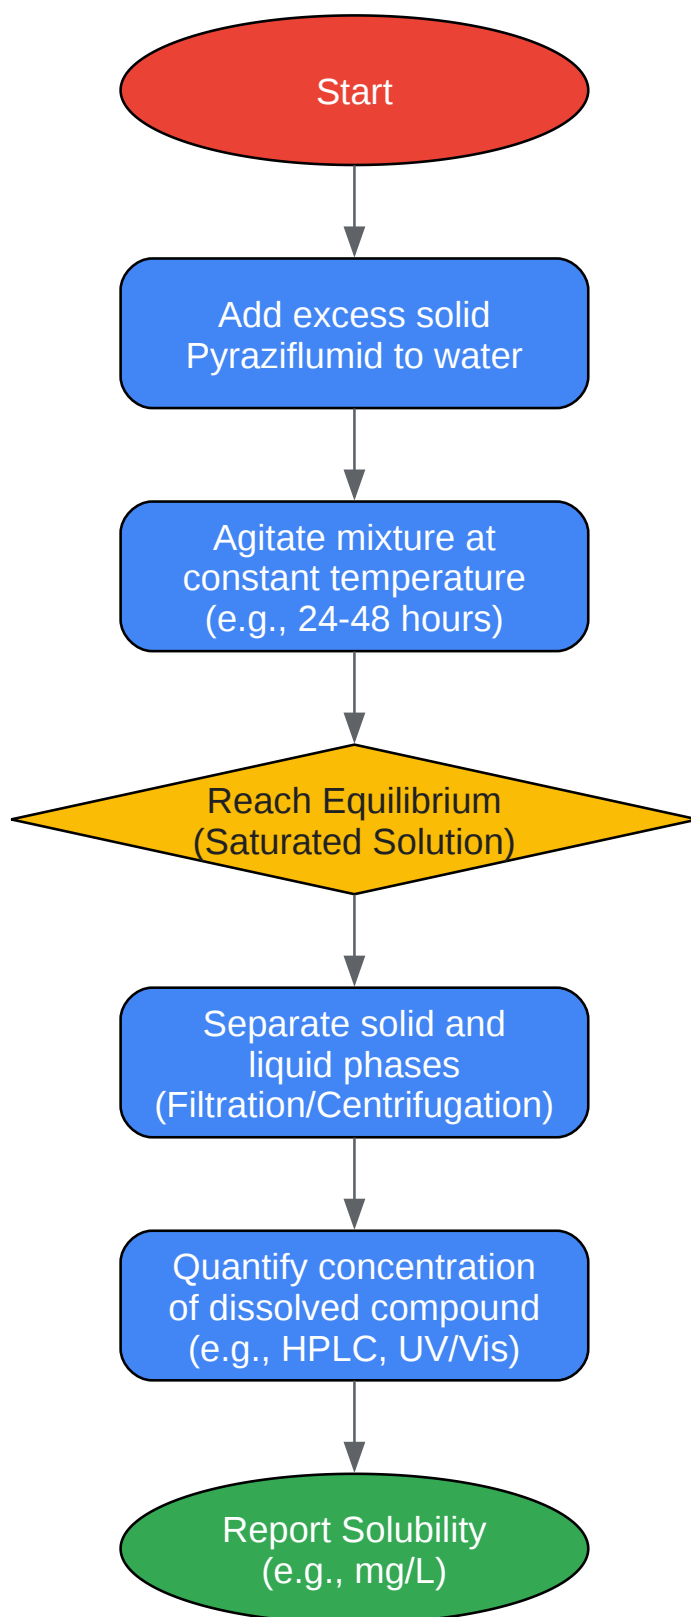 Start
Add excess solid
Pyraziflumid to water
Agitate mixture at
constant temperature
(e.g., 24-48 hours)
Reach Equilibrium
(Saturated Solution)
Separate solid and
liquid phases
(Filtration/Centrifugation)
Quantify concentration
of dissolved compound
(e.g., HPLC, UV/Vis)
Report Solubility
(e.g., mg/L)